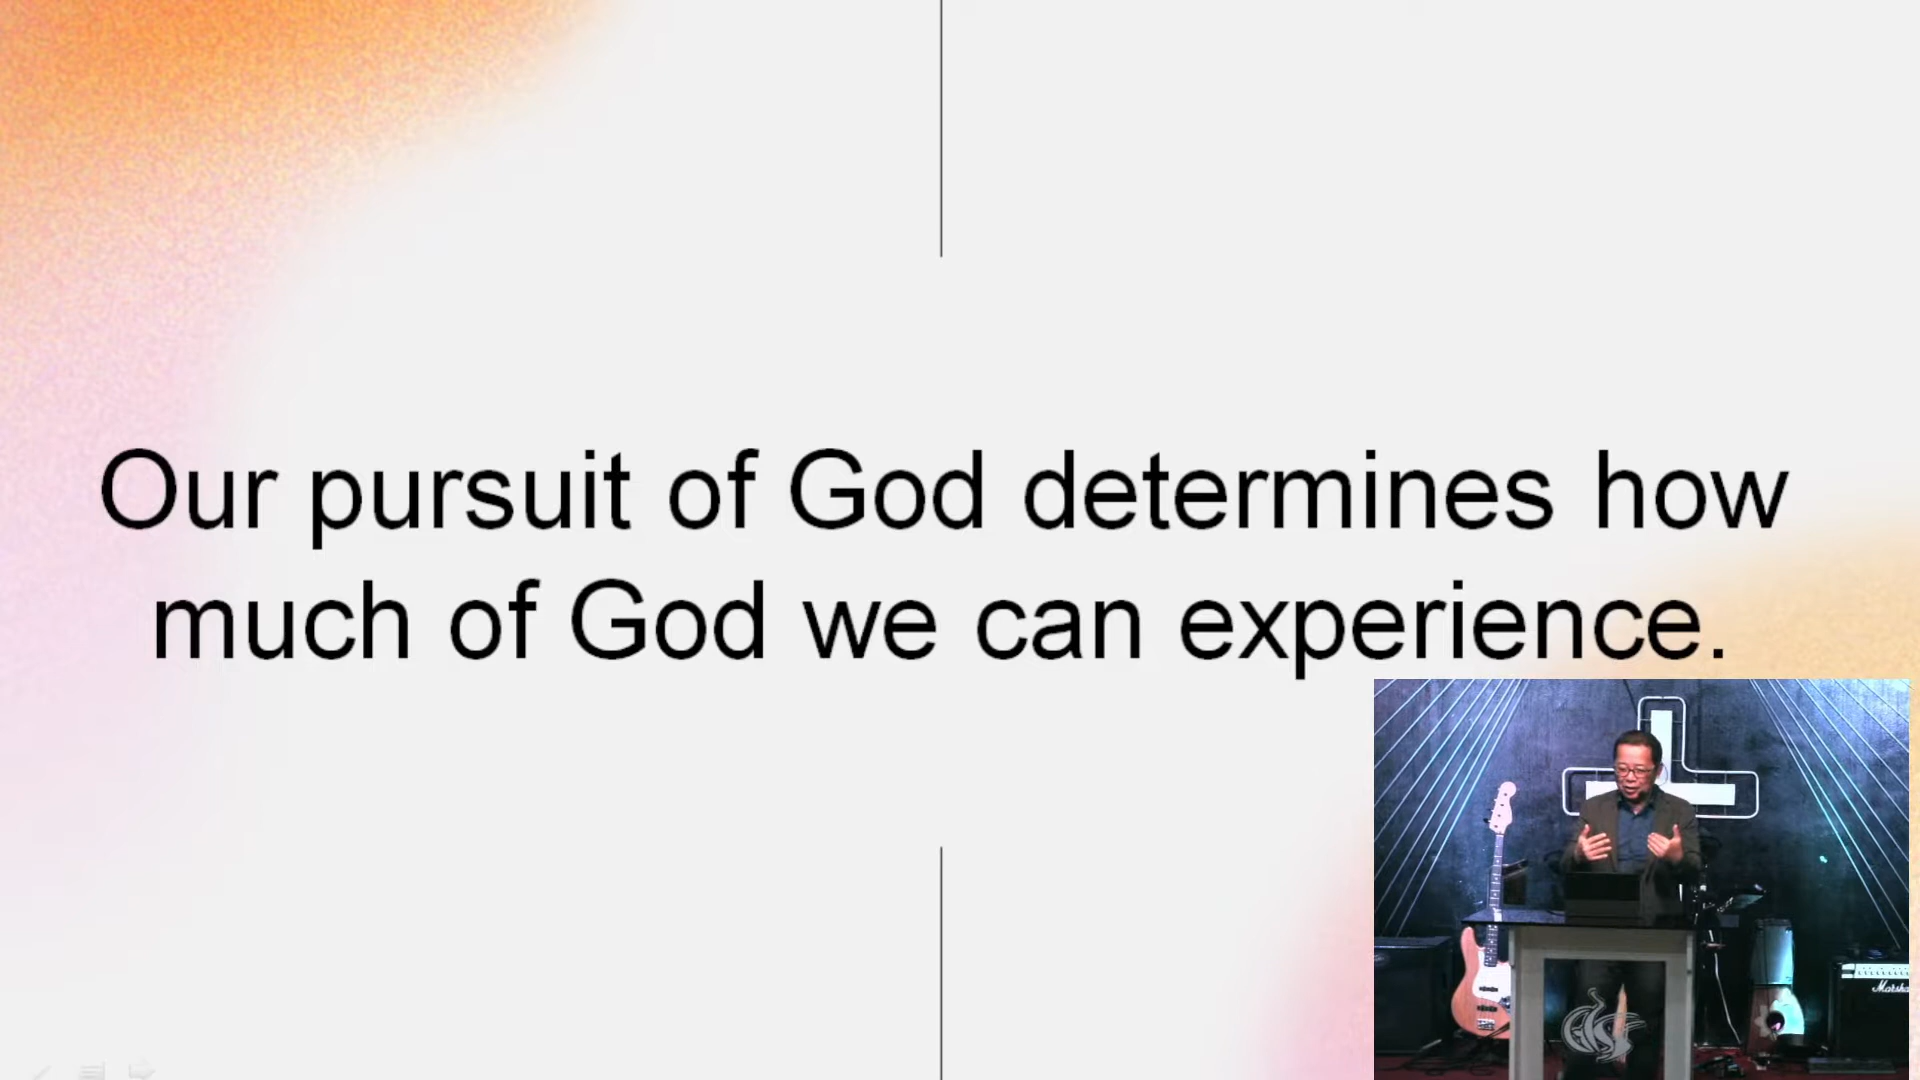 Our pursuit of God determines how
much of God we can experience.